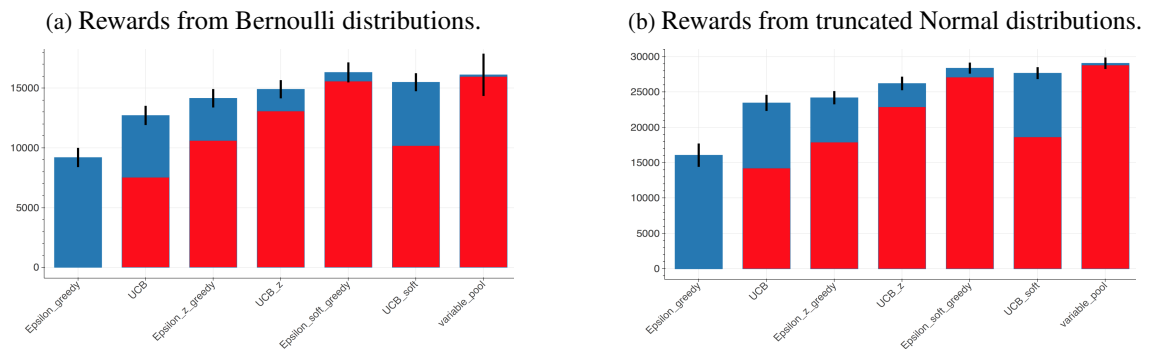 (a) Rewards from Bernoulli distributions.
15000
10000
5000
0
Epsilon_greedy
UCB
Epsilon_z_greedy
UCB_z
Epsilon_soft_greedy
UCB_soft
variable_pool
(b) Rewards from truncated Normal distributions.
30000
25000
20000
15000
10000
5000
0
Epsilon_greedy
UCB
Epsilon_z_greedy
UCB_z
Epsilon_soft_greedy
UCB_soft
variable_pool